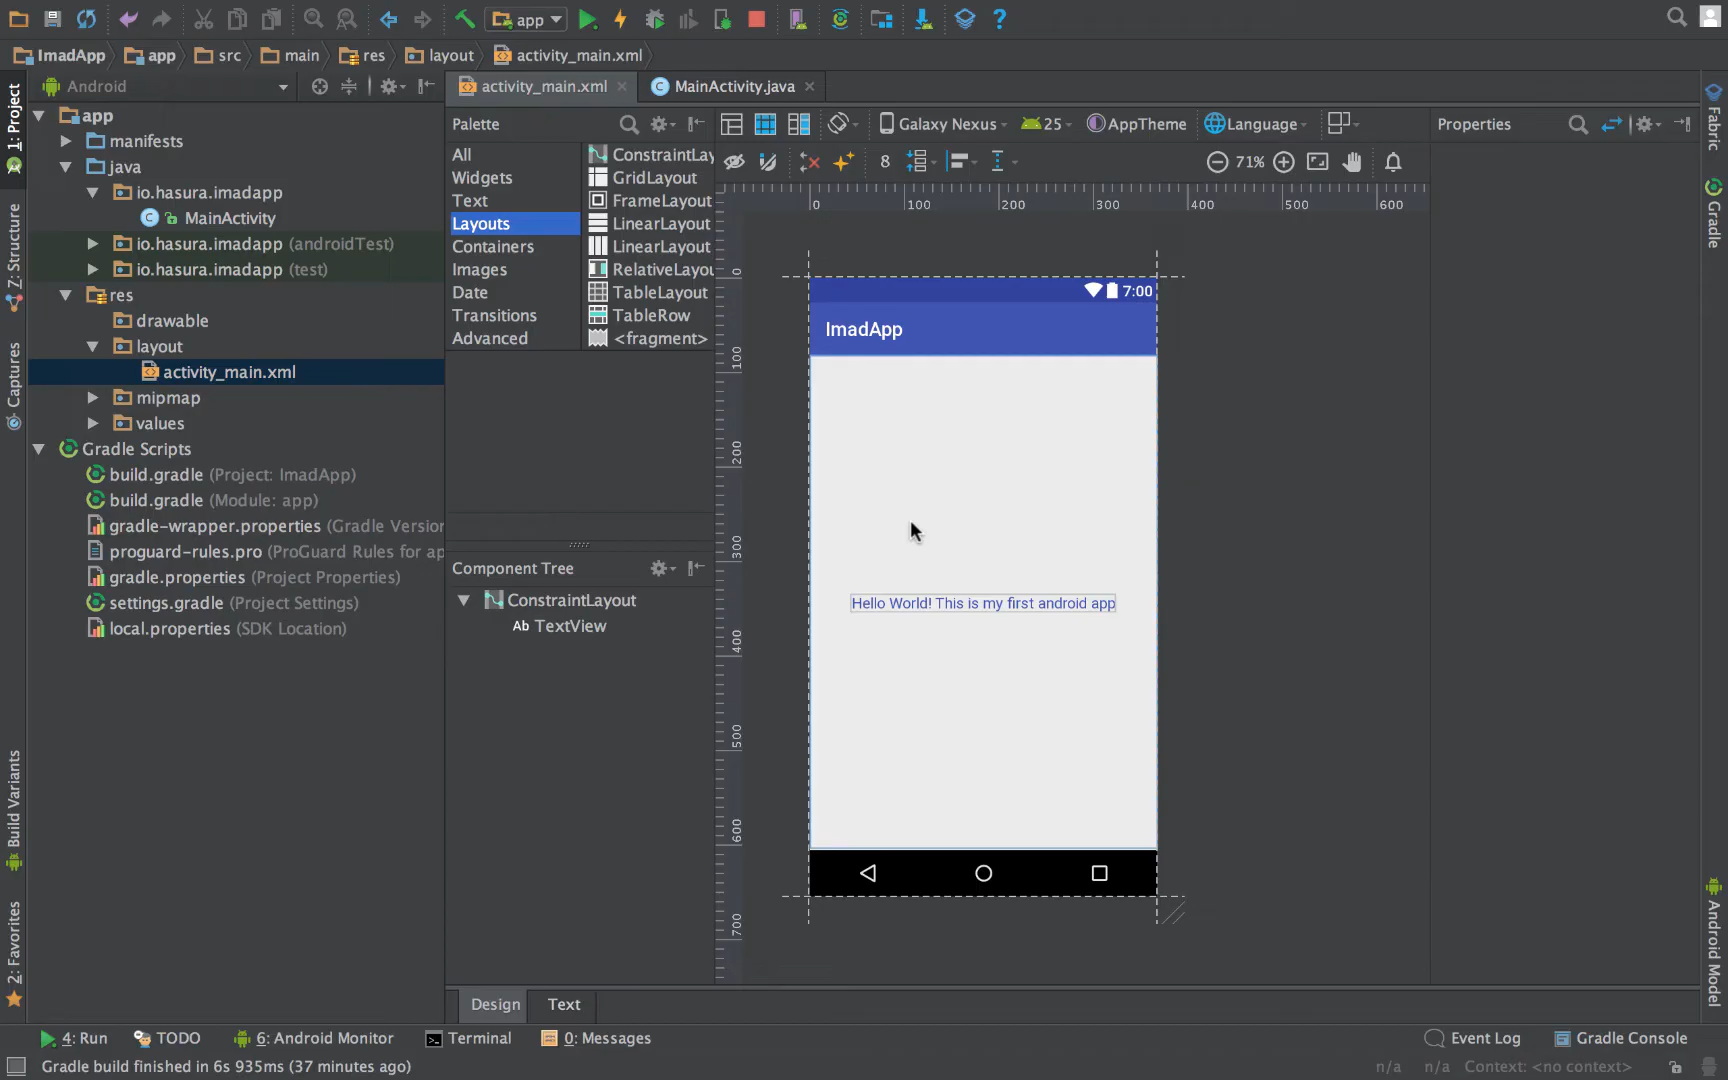 app
ImadApp
app
src
main
res
layout
activity_main.xml
Android
activity_main.xml
MainActivity.java
1: Project
Z: Structure
Captures
Build Variants
2: Favorites
app
manifests
java
io.hasura.imadapp
MainActivity
io.hasura.imadapp (androidTest)
io.hasura.imadapp (test)
res
drawable
layout
activity_main.xml
mipmap
values
Gradle Scripts
build.gradle (Project: ImadApp)
build.gradle (Module: app)
gradle-wrapper.properties (Gradle Version
proguard-rules.pro (ProGuard Rules for ap
gradle.properties (Project Properties)
settings.gradle (Project Settings)
local.properties (SDK Location)
Palette
All
Widgets
Text
Layouts
Containers
Images
Date
Transitions
Advanced
ConstraintLay
GridLayout
FrameLayout
LinearLayout
LinearLayout
RelativeLayou
TableLayout
TableRow
<fragment>
Component Tree
ConstraintLayout
Ab TextView
Galaxy Nexus
25
AppTheme
Language
8
71%
0 100 200 300 400 500 600
0
100
200
300
400
500
600
700
7:00
ImadApp
Hello World! This is my first android app
Properties
Fabric
Gradle
Android Model
Design
Text
4: Run
TODO
6: Android Monitor
Terminal
0: Messages
Event Log
Gradle Console
Gradle build finished in 6s 935ms (37 minutes ago)
n/a
n/a
Context: <no context>